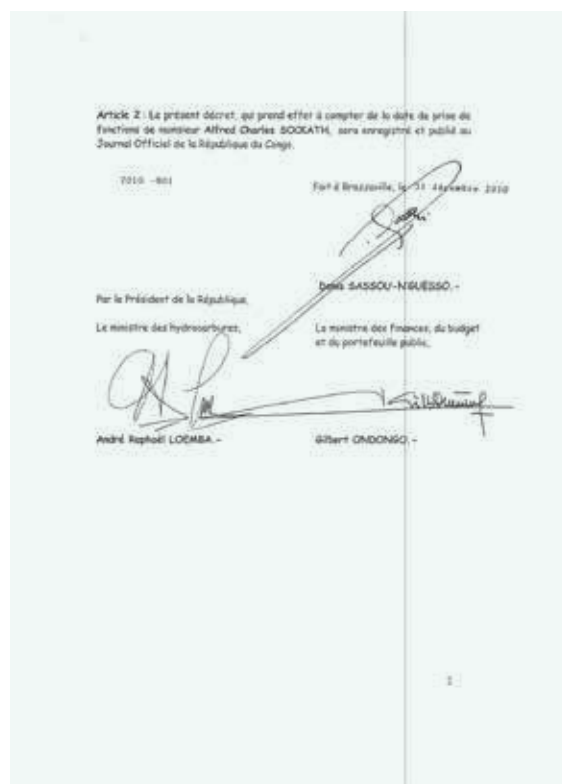 Article 2 : Le présent décret, qui prend effet à compter de la date de prise de
fonctions de monsieur Alfred Charles SOCKATH, sera enregistré et publié au
Journal Officiel de la République du Congo.
2010 -801
Fait à Brazzaville, le 31 décembre 2010
Denis SASSOU-N'GUESSO.-
Par le Président de la République,
Le ministre des hydrocarbures,
Le ministre des finances, du budget
et du portefeuille public,
André Raphaël LOEMBA.-
Gilbert ONDONGO.-
2